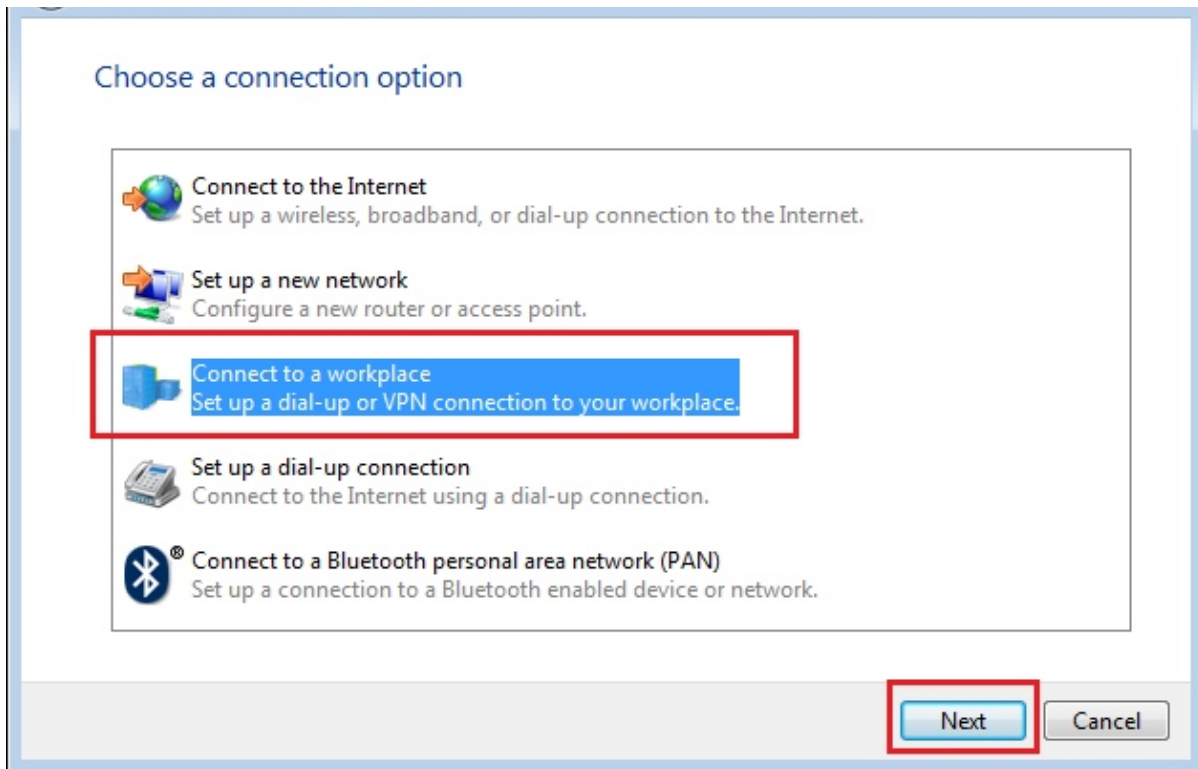 Choose a connection option
Connect to the Internet
Set up a wireless, broadband, or dial-up connection to the Internet.
Set up a new network
Configure a new router or access point.
Connect to a workplace
Set up a dial-up or VPN connection to your workplace.
Set up a dial-up connection
Connect to the Internet using a dial-up connection.
® Connect to a Bluetooth personal area network (PAN)
Set up a connection to a Bluetooth enabled device or network.
Next Cancel